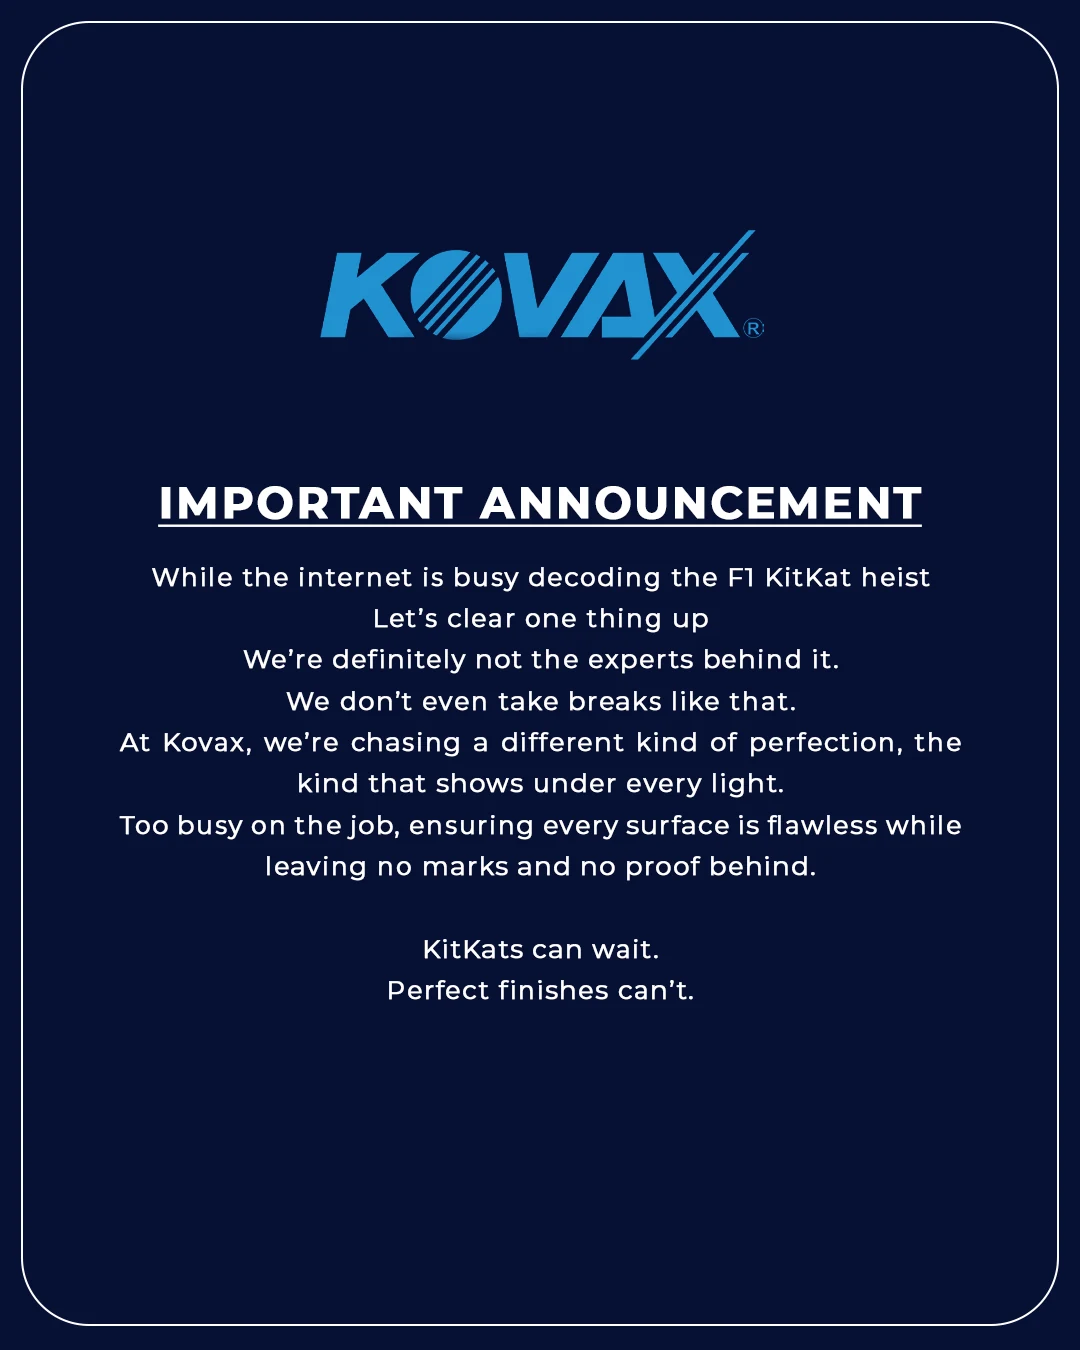 KOVAX®
IMPORTANT ANNOUNCEMENT
While the internet is busy decoding the F1 KitKat heist
Let’s clear one thing up
We’re definitely not the experts behind it.
We don’t even take breaks like that.
At Kovax, we’re chasing a different kind of perfection, the
kind that shows under every light.
Too busy on the job, ensuring every surface is flawless while
leaving no marks and no proof behind.
KitKats can wait.
Perfect finishes can’t.